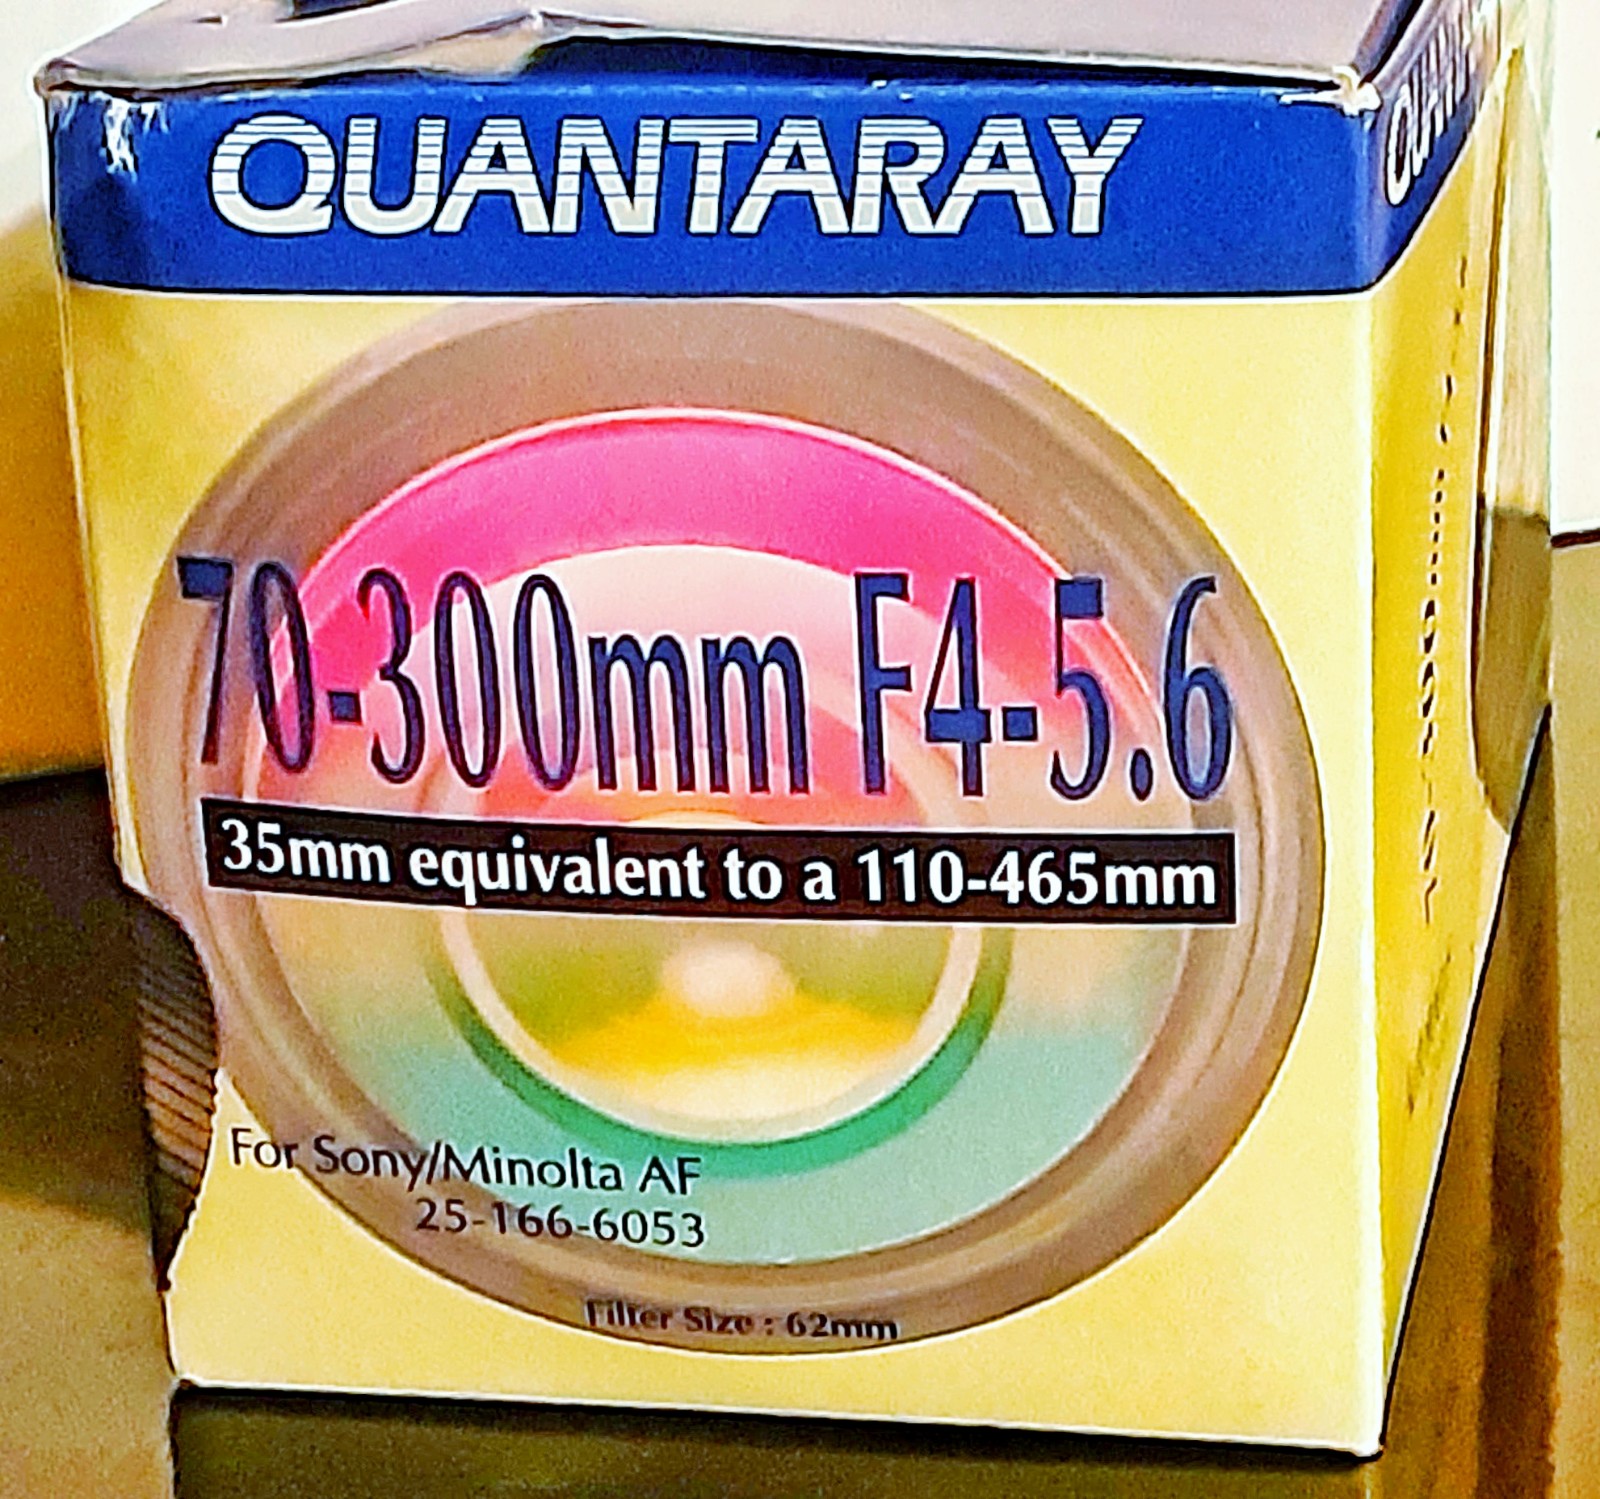 QUANTARAY
70-300mm F4-5.6
35mm equivalent to a 110-465mm
For Sony/Minolta AF
25-166-6053
Filter Size : 62mm